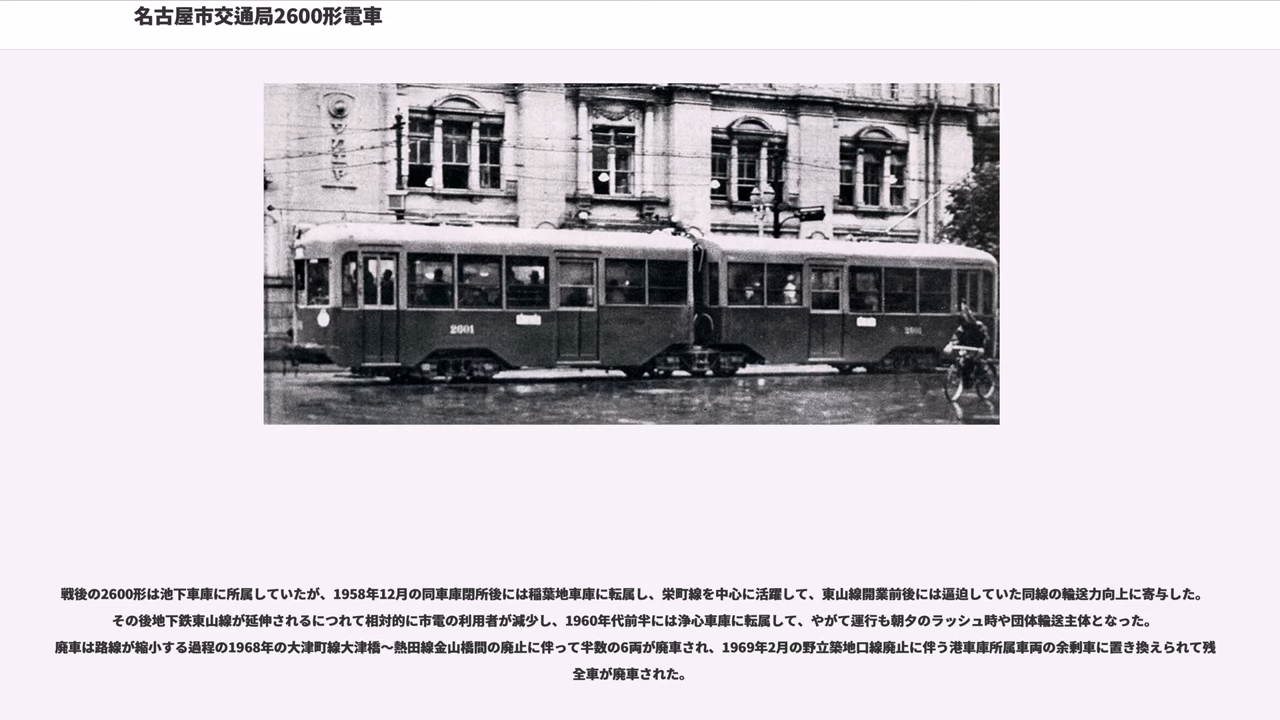 名古屋市交通局2600形電車
2601
戦後の2600形は池下車庫に所属していたが、1958年12月の同車庫閉所後には稲葉地車庫に転属し、栄町線を中心に活躍して、東山線開業前後には逼迫していた同線の輸送力向上に寄与した。
その後地下鉄東山線が延伸されるにつれて相対的に市電の利用者が減少し、1960年代前半には浄心車庫に転属して、やがて運行も朝夕のラッシュ時や団体輸送主体となった。
廃車は路線が縮小する過程の1968年の大津町線大津橋〜熱田線金山橋間の廃止に伴って半数の6両が廃車され、1969年2月の野立築地口線廃止に伴う港車庫所属車両の余剰車に置き換えられて残
全車が廃車された。